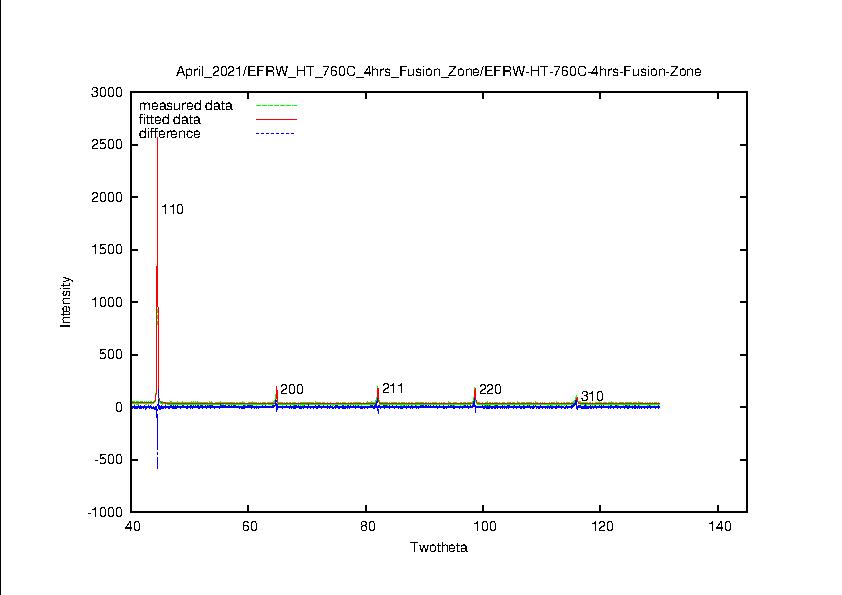 April_2021/EFRW_HT_760C_4hrs_Fusion_Zone/EFRW-HT-760C-4hrs-Fusion-Zone
3000
measured data
fitted data
difference
2500
2000
110
1500
Intensity
1000
500
200
211
220
310
0
-500
-1000
40 60 80 100 120 140
Twotheta